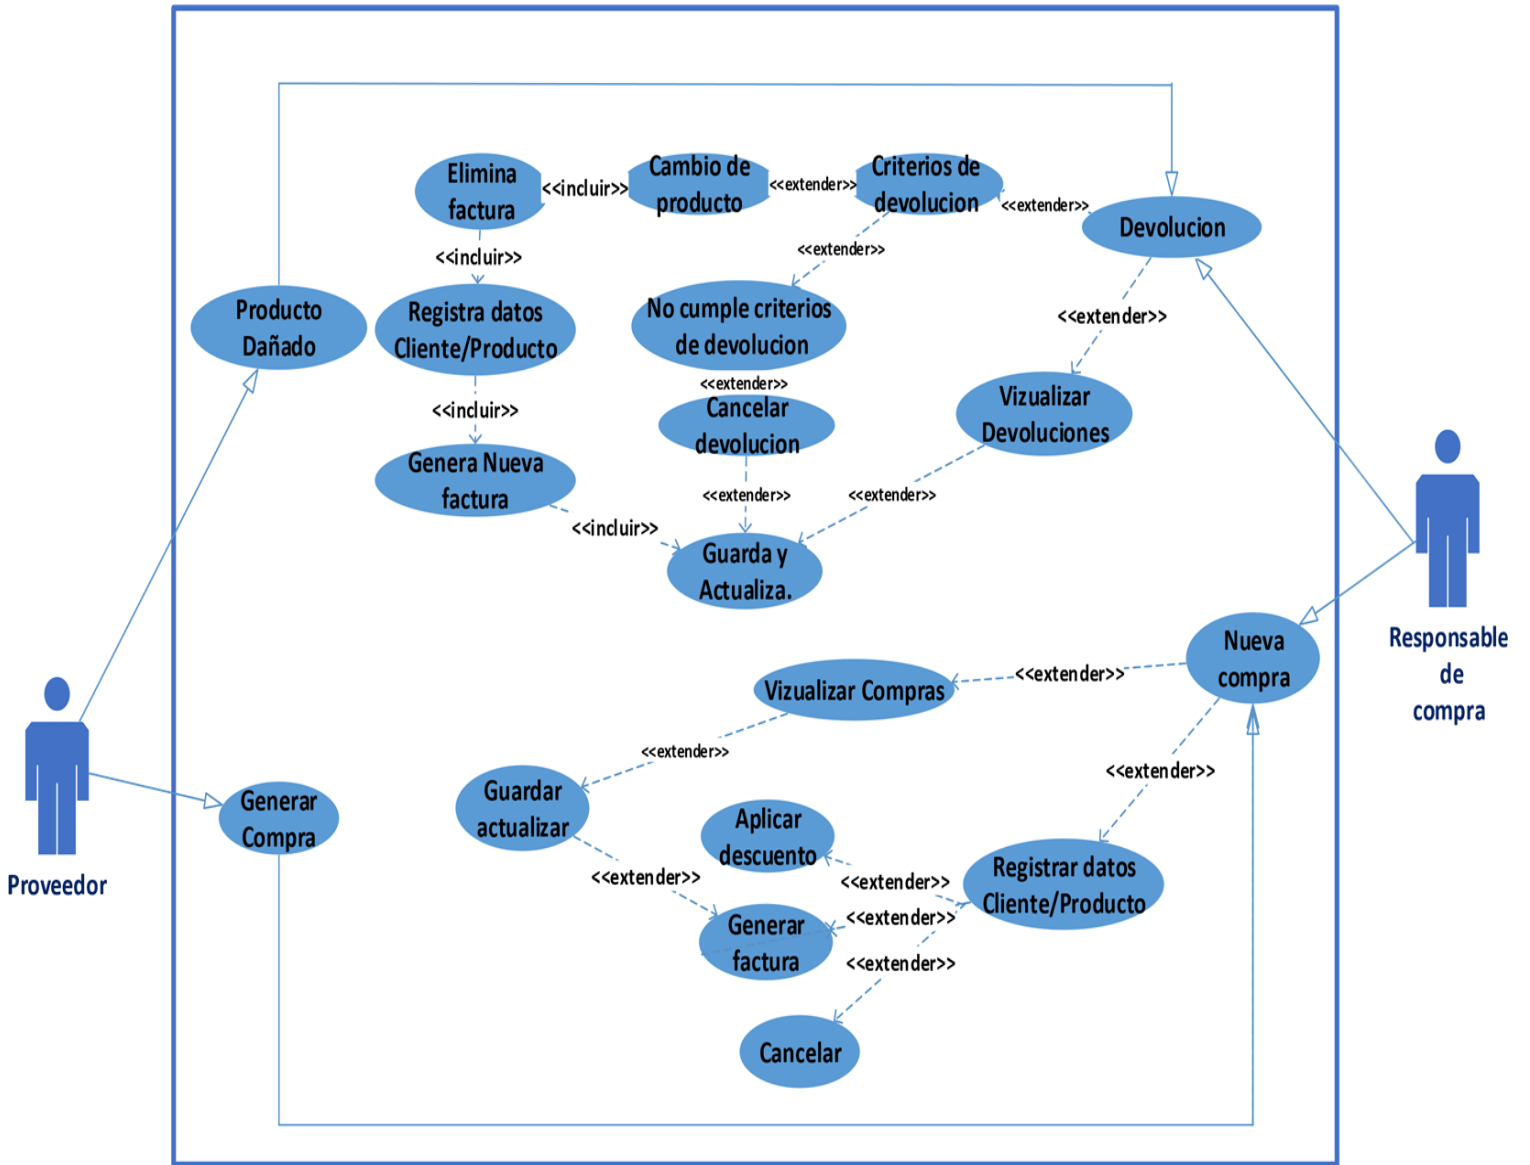 Elimina
factura
<<incluir>>
Cambio de
producto
<<extender>>
Criterios de
devolucion
<<extender>>
Devolucion
<<incluir>>
<<extender>>
Producto
Dañado
Registra datos
Cliente/Producto
No cumple criterios
de devolucion
<<extender>>
<<incluir>>
<<extender>>
Cancelar
devolucion
Vizualizar
Devoluciones
Genera Nueva
factura
<<extender>>
<<extender>>
<<incluir>>
Guarda y
Actualiza.
Responsable
de
compra
Nueva
compra
<<extender>>
Vizualizar Compras
<<extender>>
<<extender>>
Guardar
actualizar
Generar
Compra
Aplicar
descuento
<<extender>>
<<extender>>
Registrar datos
Cliente/Producto
Proveedor
<<extender>>
Generar
factura
<<extender>>
Cancelar